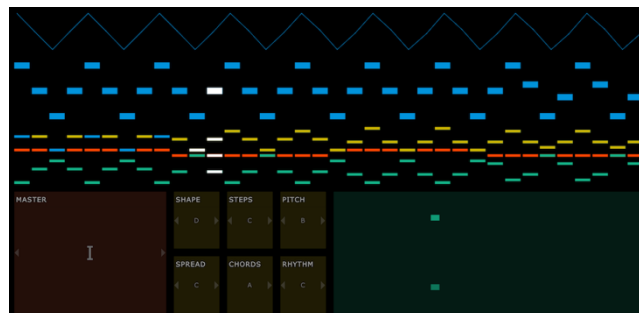 MASTER SHAPE STEPS PITCH
D C B
I
SPREAD CHORDS RHYTHM
C A C